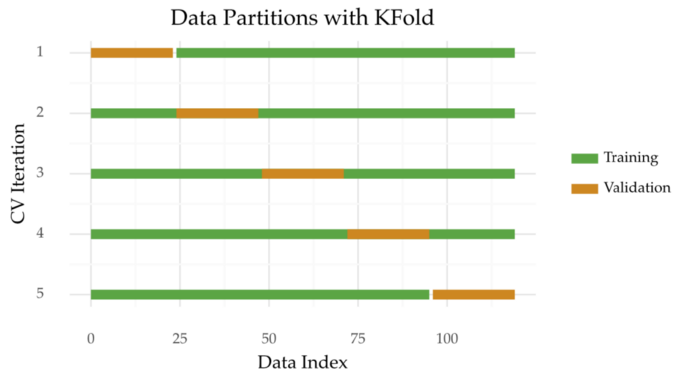 Data Partitions with KFold
CV Iteration
1
2
3
4
5
0 25 50 75 100
Data Index
Training
Validation